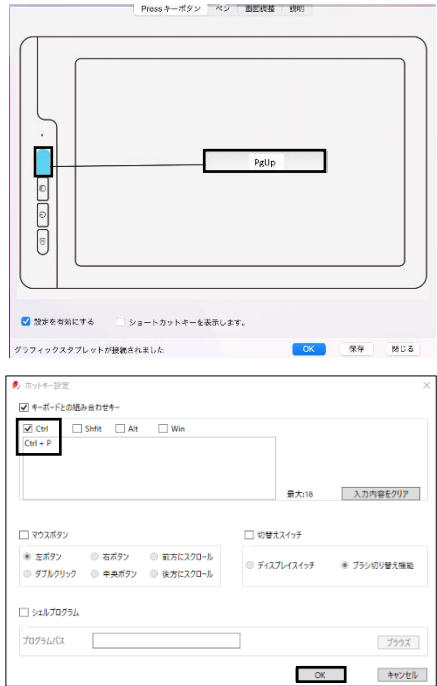 Press キーボタン ペン 画面調整 説明
PgUp
設定を有効にする ショートカットキーを表示します。
グラフィックスタブレットが接続されました OK 保存 閉じる
ホットキー設定
キーボードとの組み合わせキー
Ctrl Shfit Alt Win
Ctrl + P
最大:18 入力内容をクリア
マウスボタン 切替えスイッチ
左ボタン 右ボタン 前方にスクロール ディスプレイスイッチ ブラシ切り替え機能
ダブルクリック 中央ボタン 後方にスクロール
シェルプログラム
プログラムパス ブラウズ
OK キャンセル